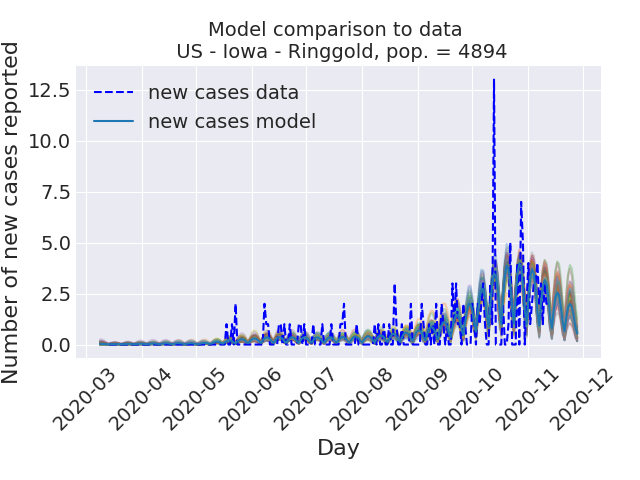 Model comparison to data
US - Iowa - Ringgold, pop. = 4894
Number of new cases reported
12.5
10.0
7.5
5.0
2.5
0.0
new cases data
new cases model
2020-03
2020-04
2020-05
2020-06
2020-07
2020-08
2020-09
2020-10
2020-11
2020-12
Day